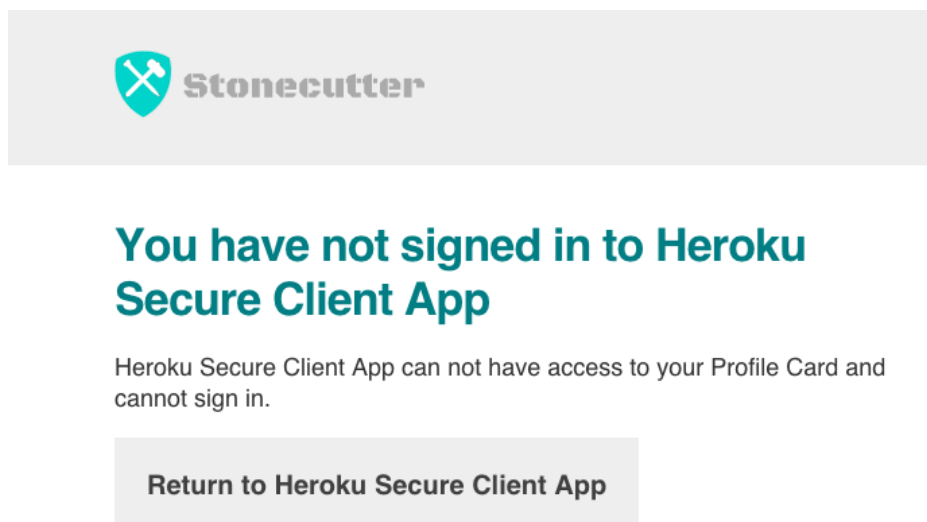 Stonecutter
You have not signed in to Heroku
Secure Client App
Heroku Secure Client App can not have access to your Profile Card and
cannot sign in.
Return to Heroku Secure Client App